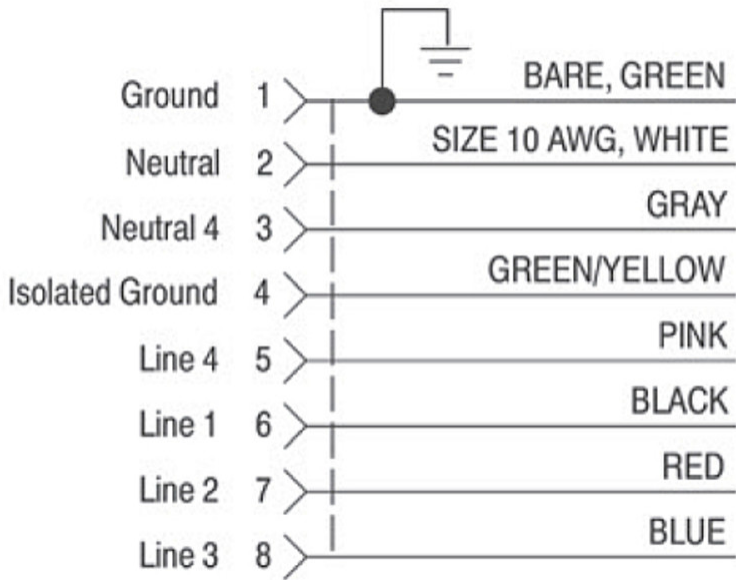 Ground 1 BARE, GREEN
Neutral 2 SIZE 10 AWG, WHITE
Neutral 4 3 GRAY
Isolated Ground 4 GREEN/YELLOW
Line 4 5 PINK
Line 1 6 BLACK
Line 2 7 RED
Line 3 8 BLUE